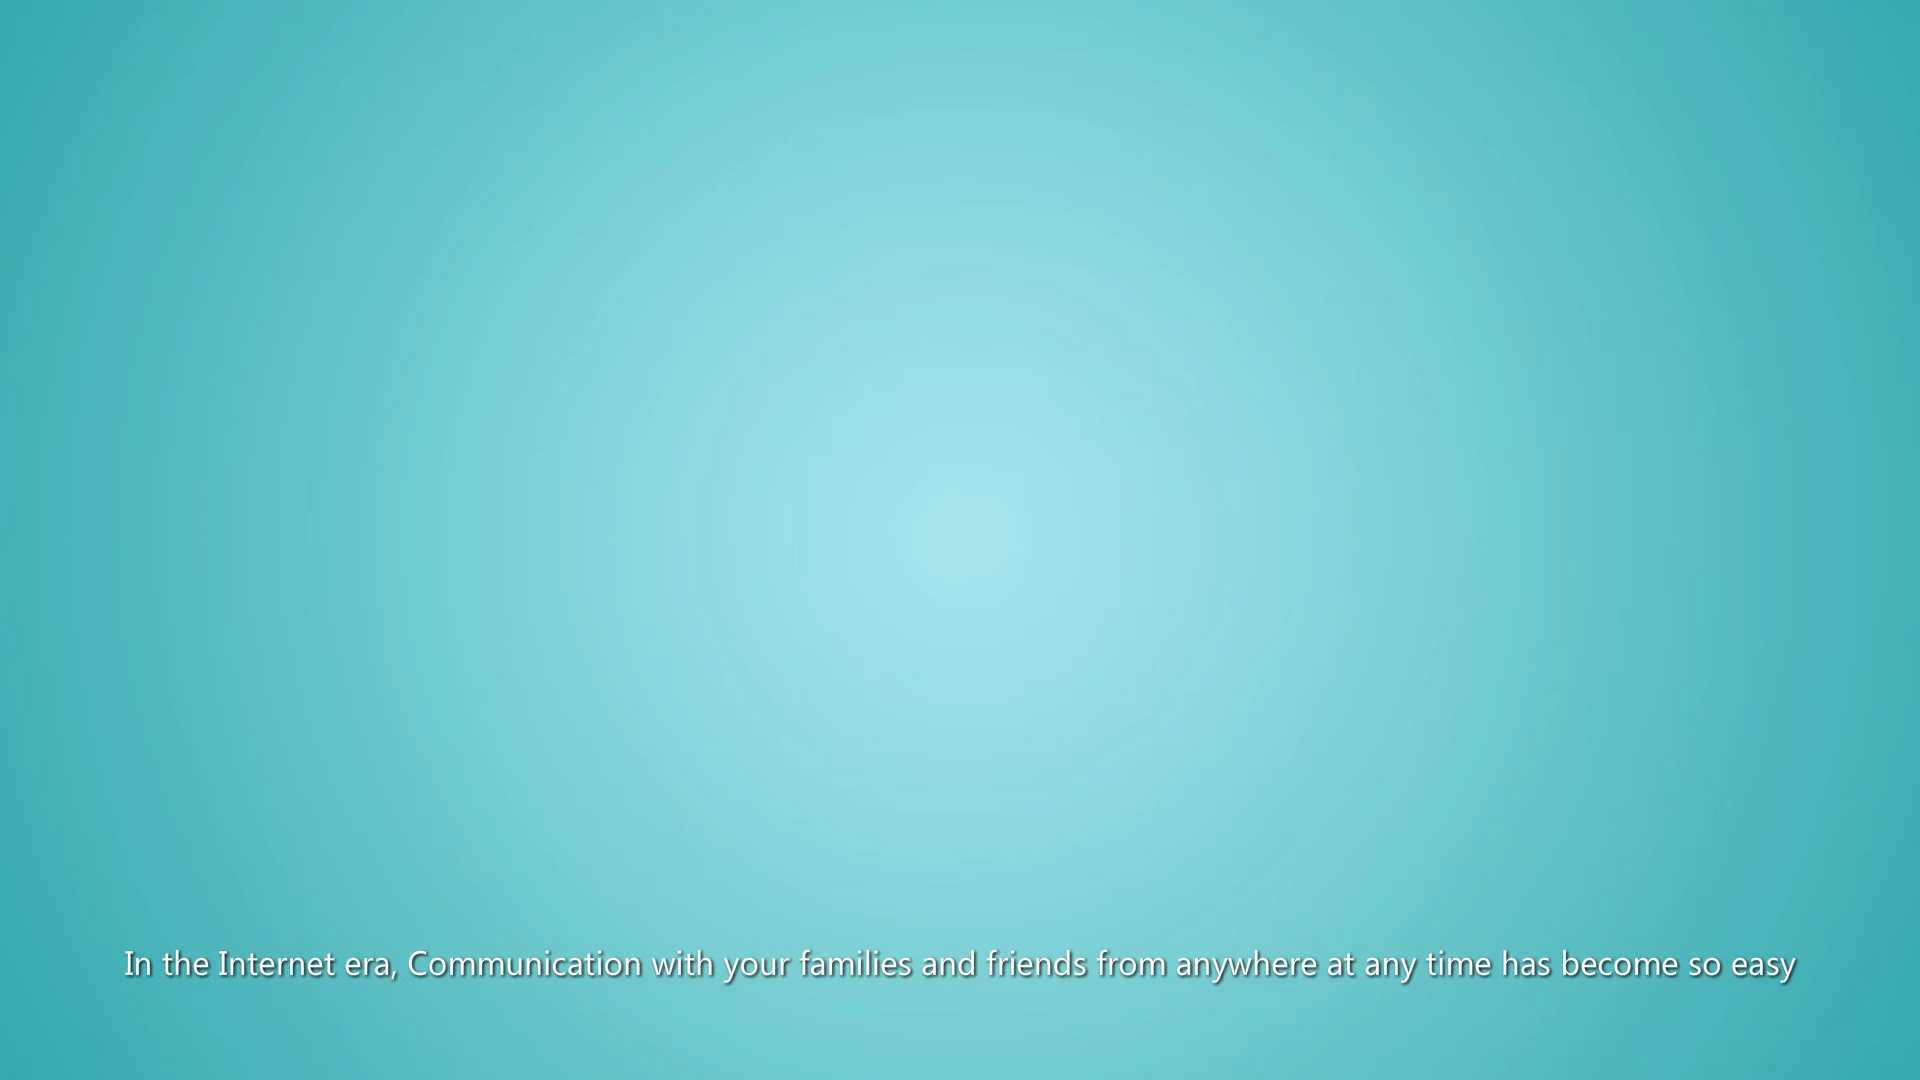 In the Internet era, Communication with your families and friends from anywhere at any time has become so easy